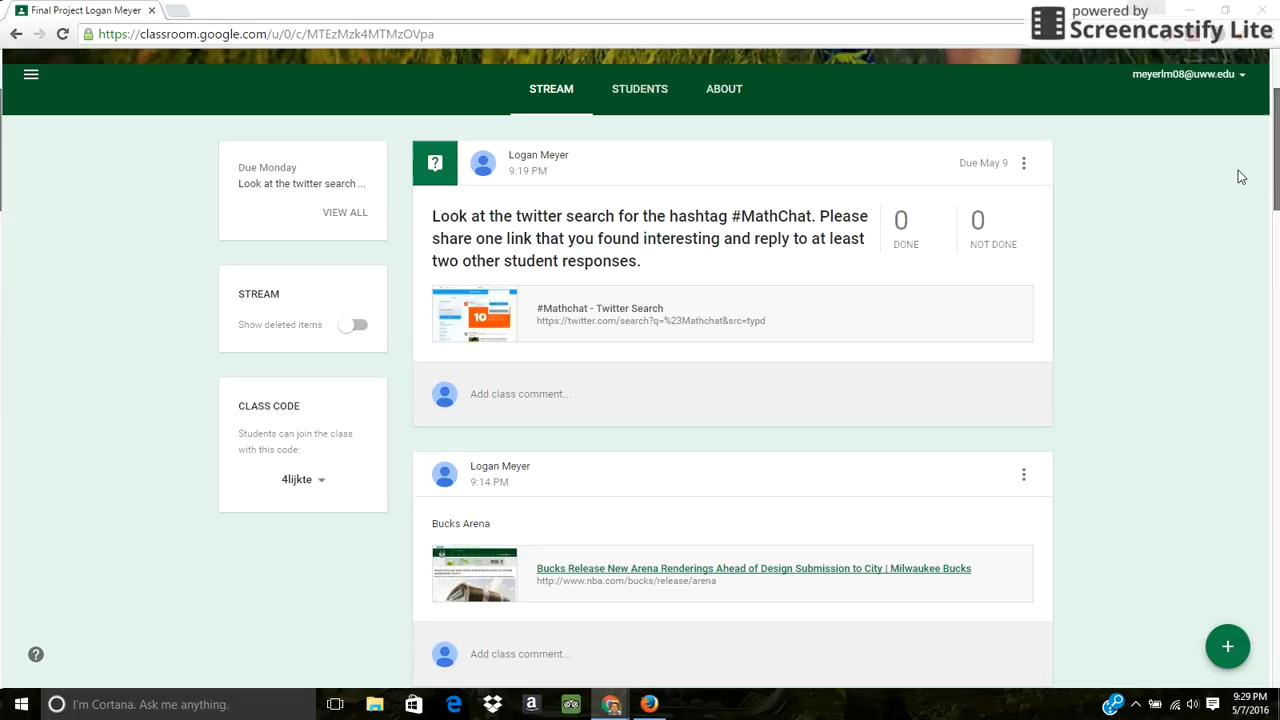 Final Project Logan Meyer
powered by
Screencastify Lite
https://classroom.google.com/u/0/c/MTEzMzk4MTMzOVpa
STREAM
STUDENTS
ABOUT
meyerlm08@uww.edu
Due Monday
Look at the twitter search ...
VIEW ALL
STREAM
Show deleted items
CLASS CODE
Students can join the class
with this code:
4lijkte
Logan Meyer
9:19 PM
Due May 9
Look at the twitter search for the hashtag #MathChat. Please
share one link that you found interesting and reply to at least
two other student responses.
0
DONE
0
NOT DONE
10
#Mathchat - Twitter Search
https://twitter.com/search?q=%23Mathchat&src=typd
Add class comment...
Logan Meyer
9:14 PM
Bucks Arena
Bucks Release New Arena Renderings Ahead of Design Submission to City | Milwaukee Bucks
http://www.nba.com/bucks/release/arena
Add class comment...
I'm Cortana. Ask me anything.
9:29 PM
5/7/2016